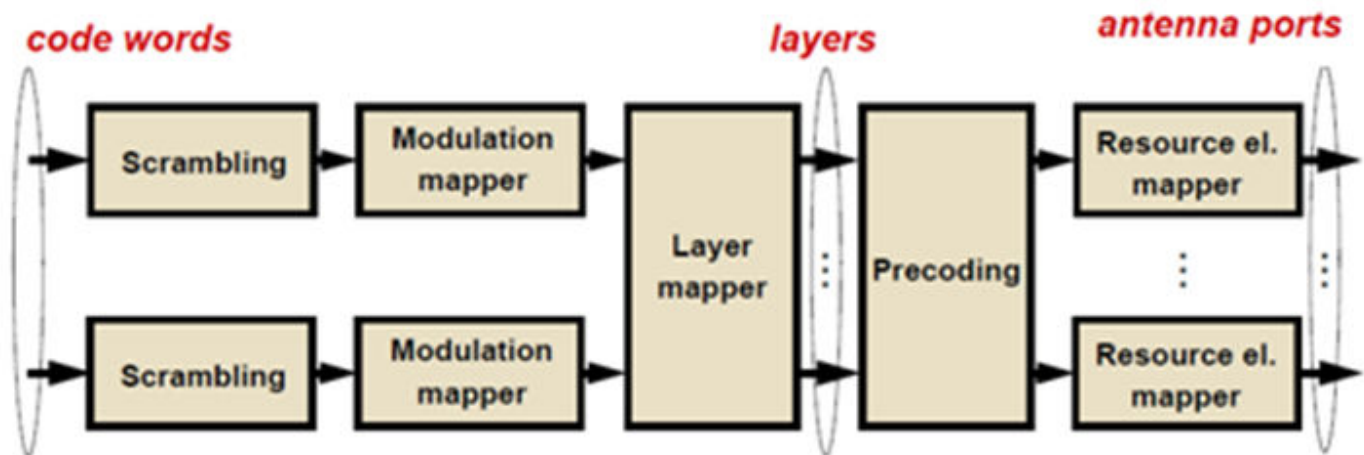 code words
layers
antenna ports
Scrambling
Modulation
mapper
Layer
mapper
Precoding
Resource el.
mapper
Scrambling
Modulation
mapper
Resource el.
mapper